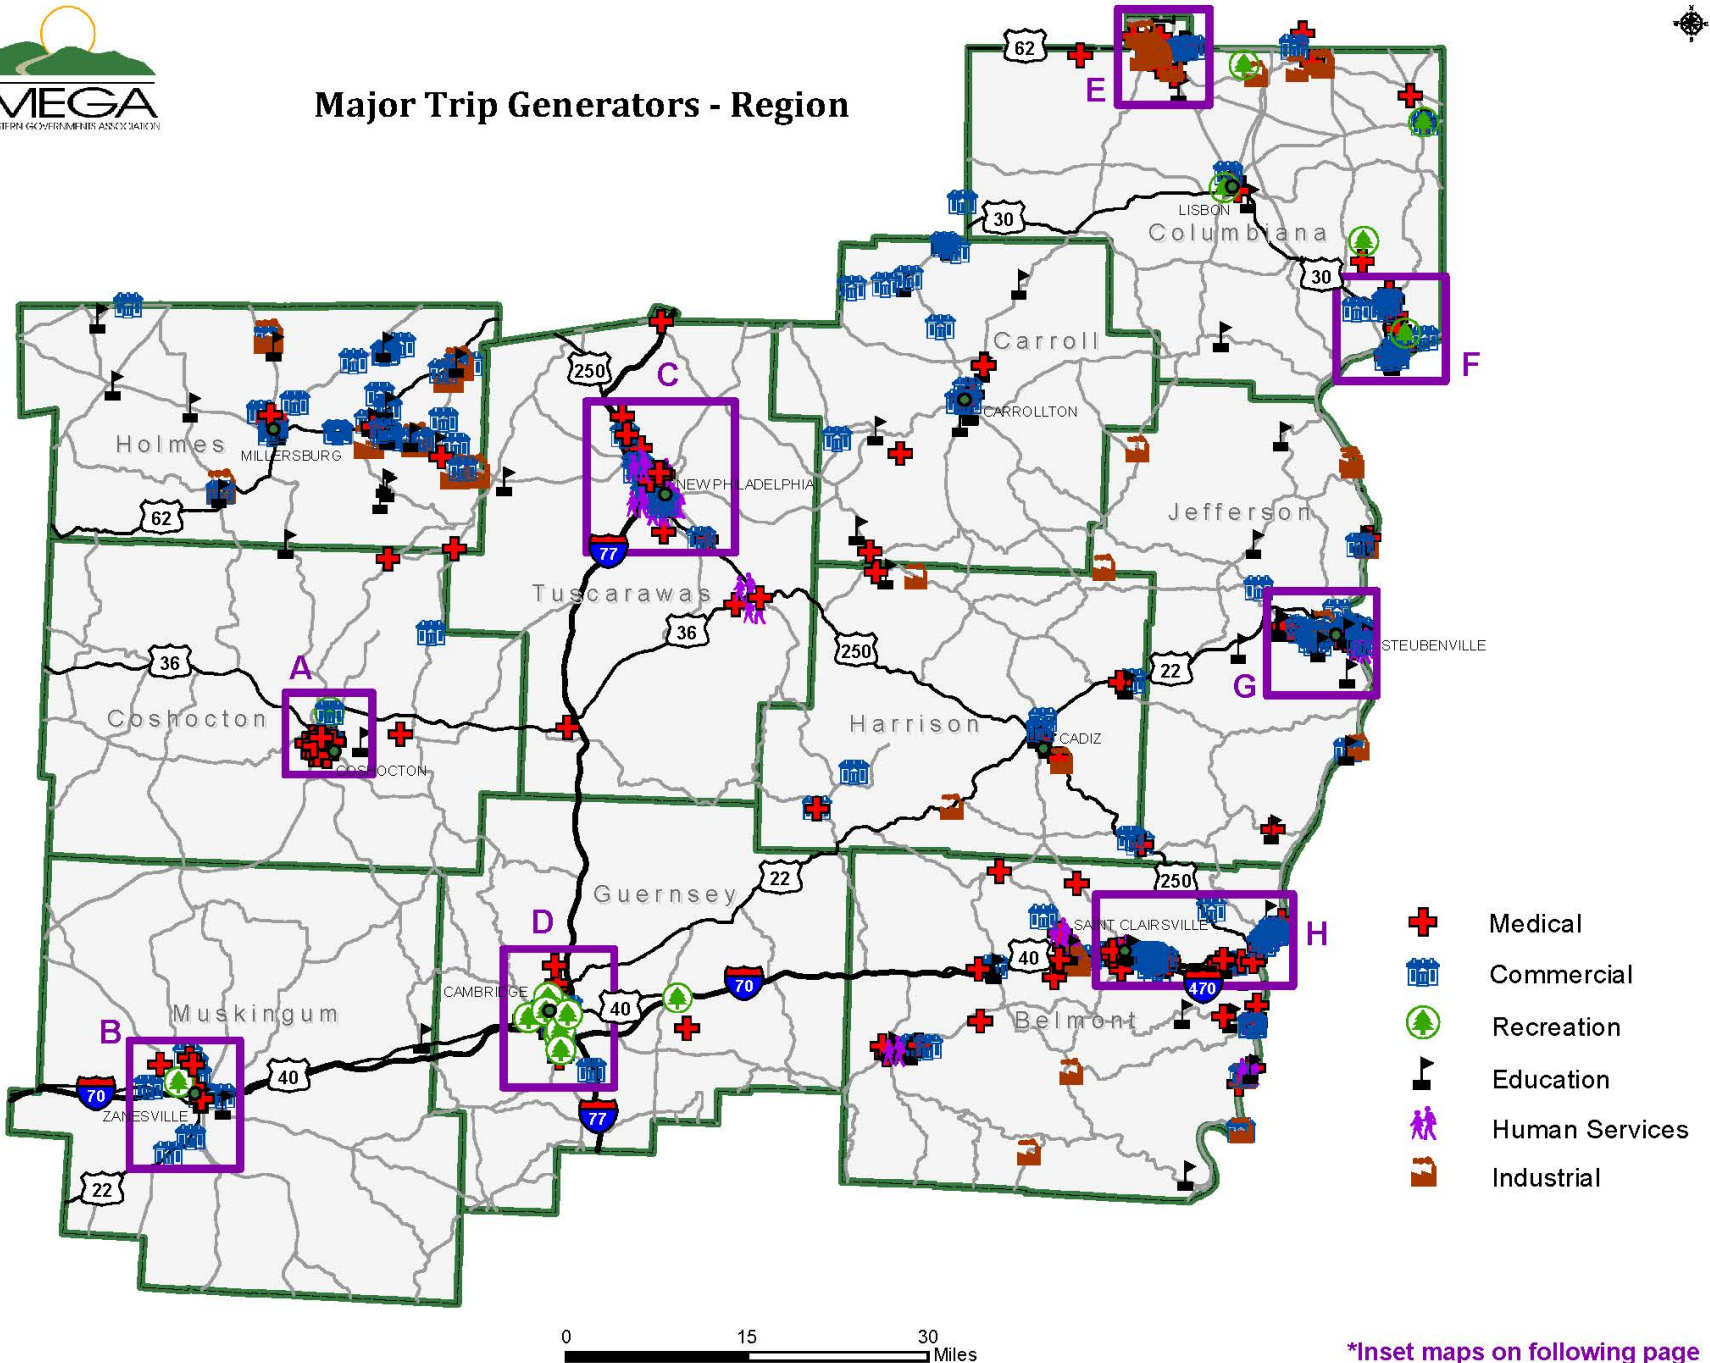 MEGA
TERN GOVERNMENTS ASSOCIATION
Major Trip Generators - Region
62
E
30
LISBON
Columbiana
30
F
Carroll
CARROLLTON
250
C
Holmes
MILLERSBURG
NEW PHILADELPHIA
62
77
Jefferson
Tuscarawas
36
250
22
STEUBENVILLE
G
36
A
Coshocton
COSHOCTON
Harrison
CADIZ
22
250
Guernsey
D
SAINT CLAIRSVILLE
H
40
70
470
CAMBRIDGE
40
Belmont
Muskingum
B
40
70
ZANESVILLE
77
22
Medical
Commercial
Recreation
Education
Human Services
Industrial
0 15 30
Miles
*Inset maps on following page